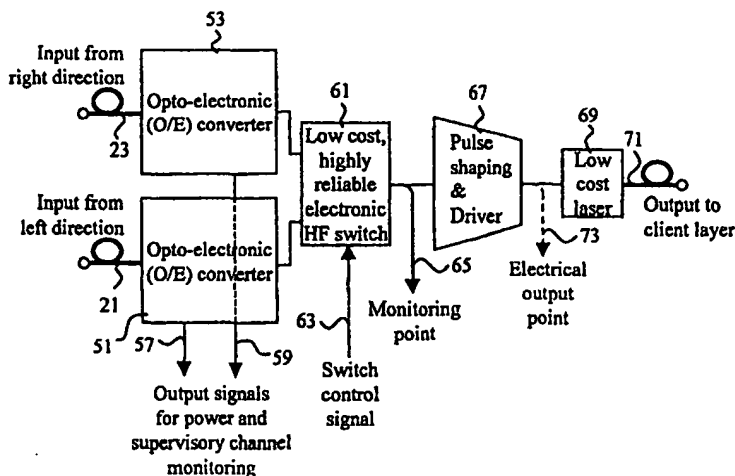 53
Input from
right direction
23
Opto-electronic
(O/E) converter
61
Low cost,
highly
reliable
electronic
HF switch
67
Pulse
shaping
&
Driver
69
Low
cost
laser
71
Output to
client layer
Input from
left direction
21
Opto-electronic
(O/E) converter
51
57
59
63
65
73
Monitoring
point
Electrical
output
point
Switch
control
signal
Output signals
for power and
supervisory channel
monitoring